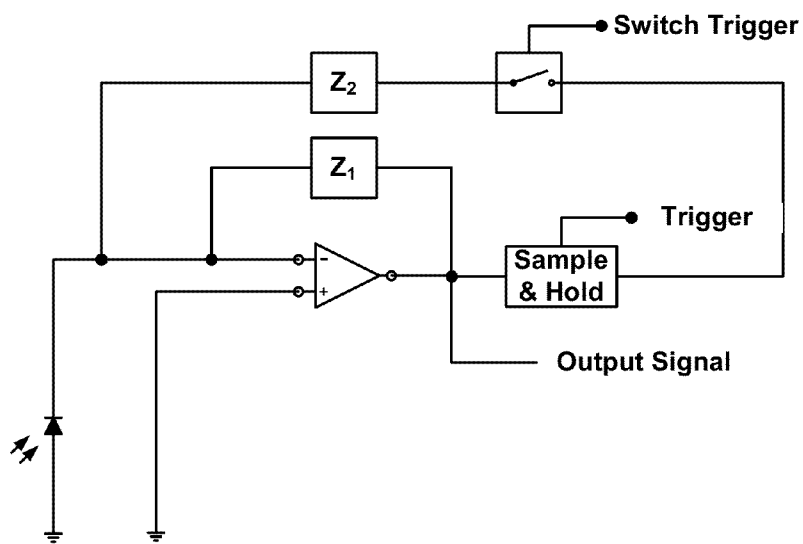 Switch Trigger
Z₂
Z₁
Trigger
Sample
& Hold
-
+
Output Signal